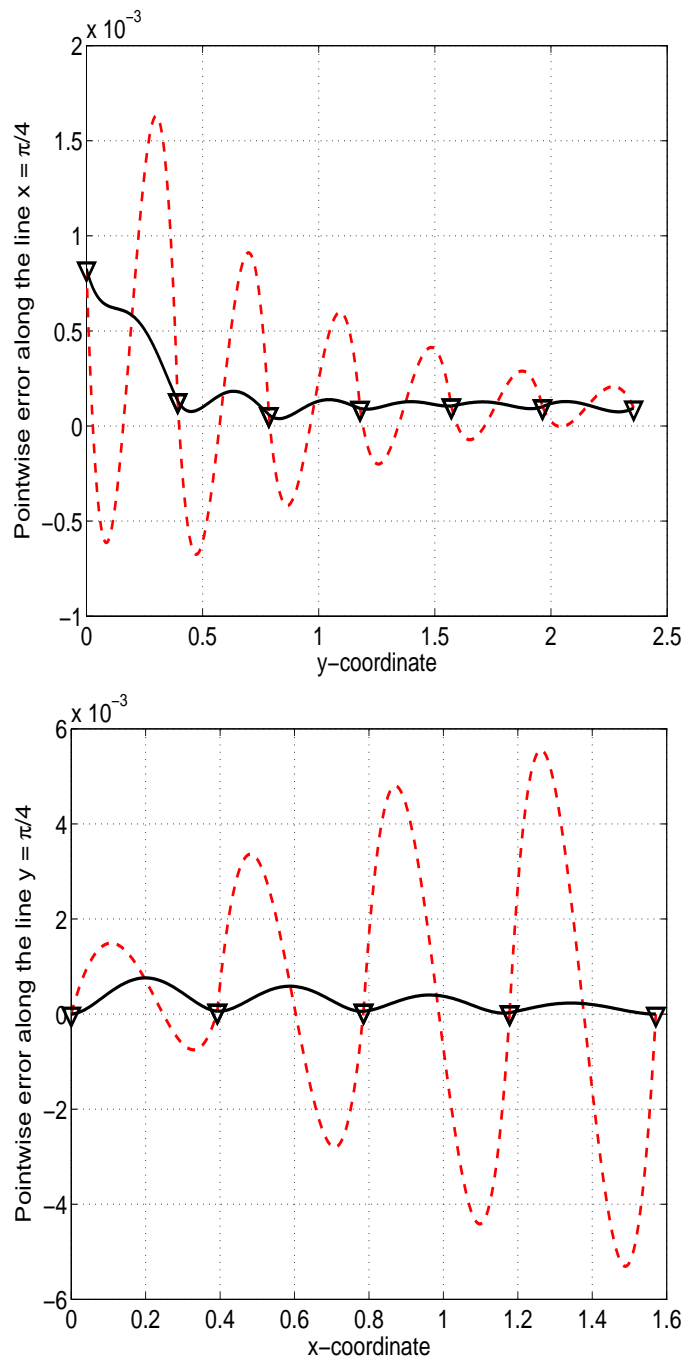 x 10−3
2
1.5
1
0.5
0
−0.5
−1
0 0.5 1 1.5 2 2.5
y−coordinate
Pointwise error along the line x = π/4
x 10−3
6
4
2
0
−2
−4
−6
0 0.2 0.4 0.6 0.8 1 1.2 1.4 1.6
x−coordinate
Pointwise error along the line y = π/4